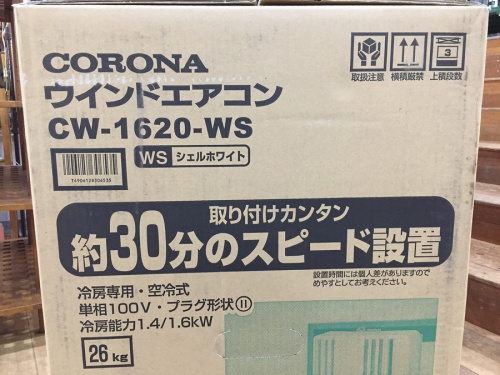 CORONA
ウインドエアコン
CW-1620-WS
WS シェルホワイト
3
取扱注意 横積厳禁 上積段数
取り付けカンタン
約30分のスピード設置
設置時間には個人差がありますので
めやすとしてお考えください。
冷房専用・空冷式
単相100V・プラグ形状Ⅱ
冷房能力1.4/1.6kW
26kg